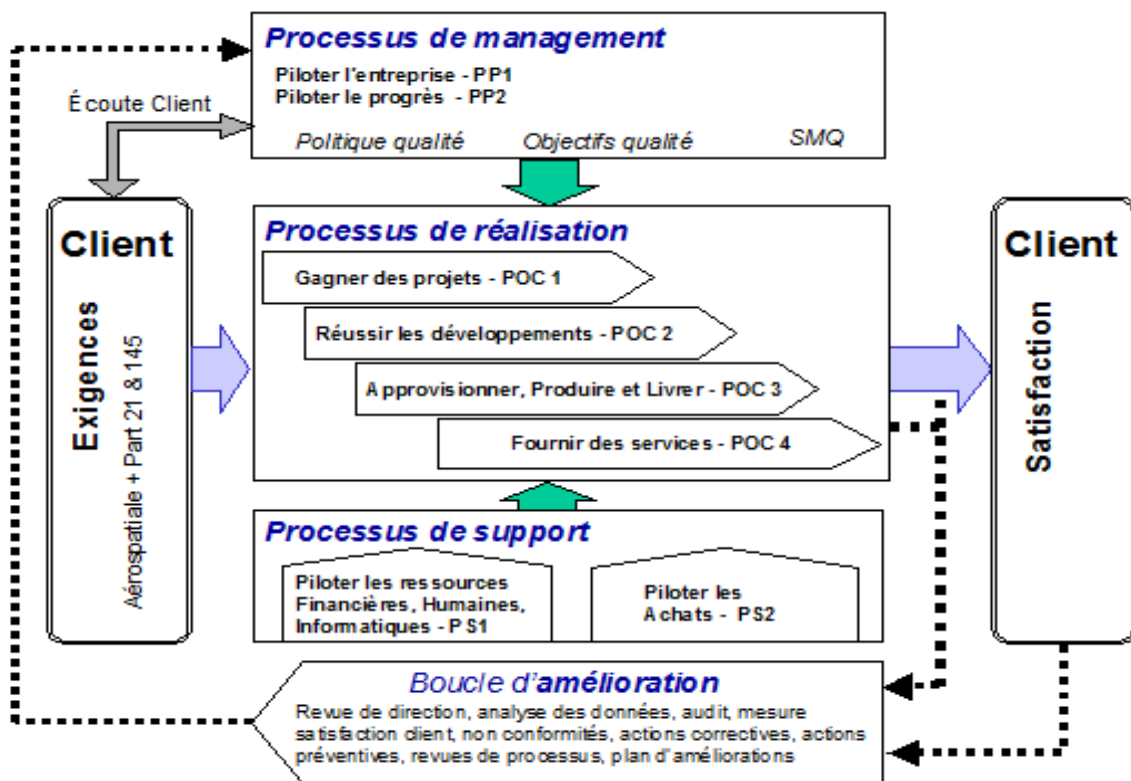 Processus de management
Piloter l'entreprise - PP1
Piloter le progrès - PP2
Politique qualité Objectifs qualité SMQ
Écoute Client
Client
Exigences
Aérospatiale + Part 21 & 145
Processus de réalisation
Gagner des projets - POC 1
Réussir les développements - POC 2
Approvisionner, Produire et Livrer - POC 3
Fournir des services - POC 4
Client
Satisfaction
Processus de support
Piloter les ressources
Financières, Humaines,
Informatiques - PS1
Piloter les
Achats - PS2
Boucle d'amélioration
Revue de direction, analyse des données, audit, mesure
satisfaction client, non conformités, actions correctives, actions
préventives, revues de processus, plan d'améliorations